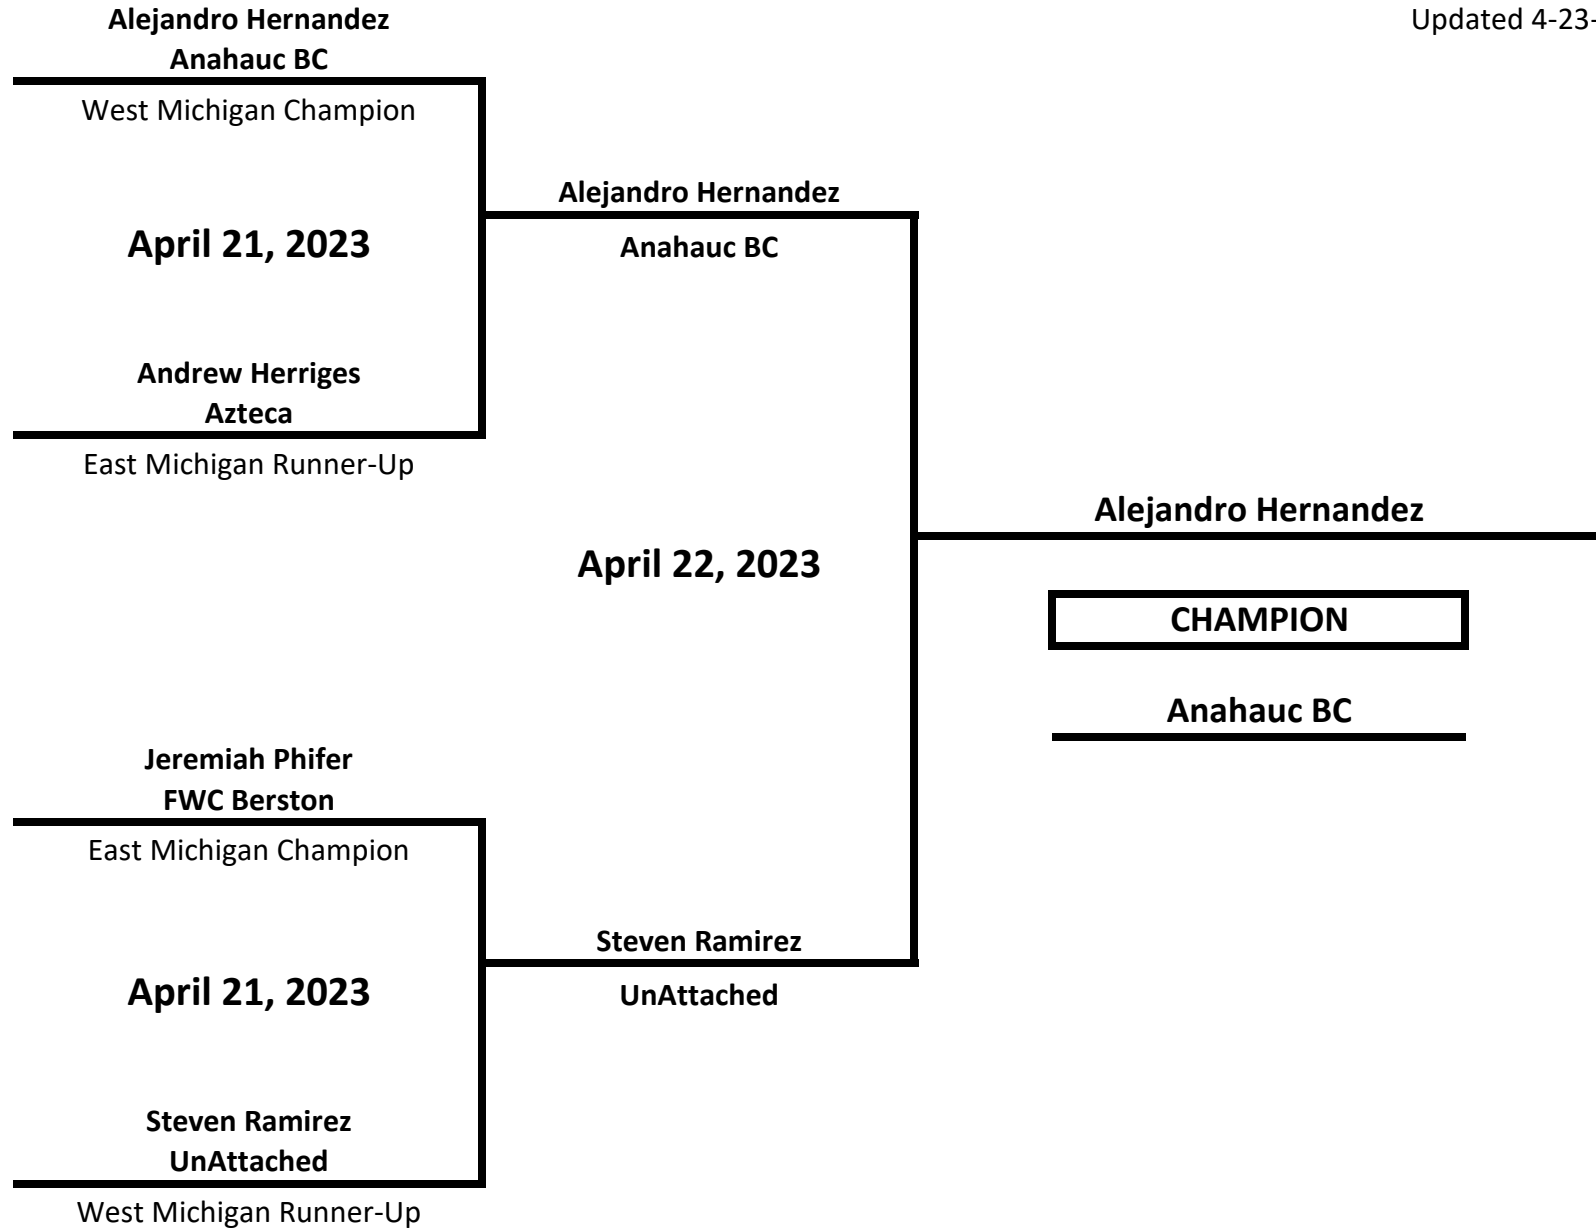 Alejandro Hernandez
Anahauc BC
Updated 4-23-
West Michigan Champion
Alejandro Hernandez
April 21, 2023
Anahauc BC
Andrew Herriges
Azteca
East Michigan Runner-Up
Alejandro Hernandez
April 22, 2023
CHAMPION
Anahauc BC
Jeremiah Phifer
FWC Berston
East Michigan Champion
Steven Ramirez
April 21, 2023
UnAttached
Steven Ramirez
UnAttached
West Michigan Runner-Up